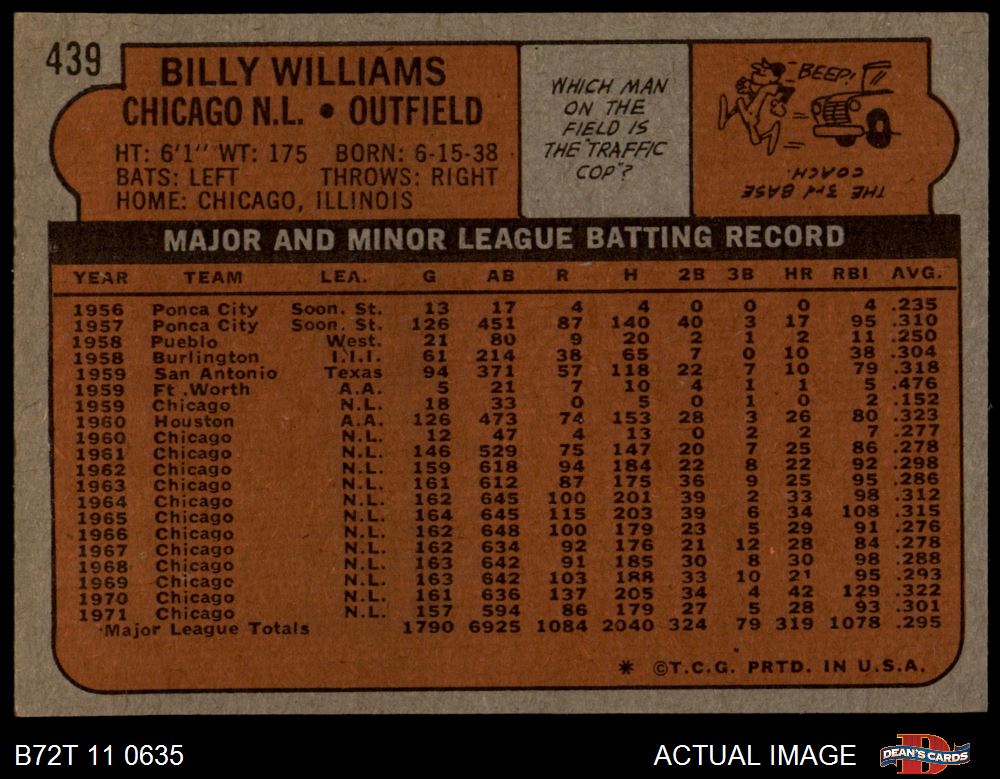 439
BILLY WILLIAMS
CHICAGO N.L. • OUTFIELD
HT: 6'1" WT: 175 BORN: 6-15-38
BATS: LEFT THROWS: RIGHT
HOME: CHICAGO, ILLINOIS
WHICH MAN
ON THE
FIELD IS
THE "TRAFFIC
COP"?
BEEP!
THE 3RD BASE
COACH.
MAJOR AND MINOR LEAGUE BATTING RECORD
YEAR TEAM LEA. G AB R H 2B 3B HR RBI AVG.
1956 Ponca City Soon. St. 13 17 4 4 0 0 0 4 .235
1957 Ponca City Soon. St. 126 451 87 140 40 3 17 95 .310
1958 Pueblo West. 21 80 9 20 2 1 2 11 .250
1958 Burlington I.I.I. 61 214 38 65 7 0 10 38 .304
1959 San Antonio Texas 94 371 57 118 22 7 10 79 .318
1959 Ft. Worth A.A. 5 21 7 10 4 1 1 5 .476
1959 Chicago N.L. 18 33 0 5 0 1 0 2 .152
1960 Houston A.A. 126 473 74 153 28 3 26 80 .323
1960 Chicago N.L. 12 47 4 13 0 2 2 7 .277
1961 Chicago N.L. 146 529 75 147 20 7 25 86 .278
1962 Chicago N.L. 159 618 94 184 22 8 22 92 .298
1963 Chicago N.L. 161 612 87 175 36 9 25 95 .286
1964 Chicago N.L. 162 645 100 201 39 2 33 98 .312
1965 Chicago N.L. 164 645 115 203 39 6 34 108 .315
1966 Chicago N.L. 162 648 100 179 23 5 29 91 .276
1967 Chicago N.L. 162 634 92 176 21 12 28 84 .278
1968 Chicago N.L. 163 642 91 185 30 8 30 98 .288
1969 Chicago N.L. 163 642 103 188 33 10 21 95 .293
1970 Chicago N.L. 161 636 137 205 34 4 42 129 .322
1971 Chicago N.L. 157 594 86 179 27 5 28 93 .301
Major League Totals 1790 6925 1084 2040 324 79 319 1078 .295
* ©T.C.G. PRTD. IN U.S.A.
B72T 11 0635
ACTUAL IMAGE
DEAN'S CARDS